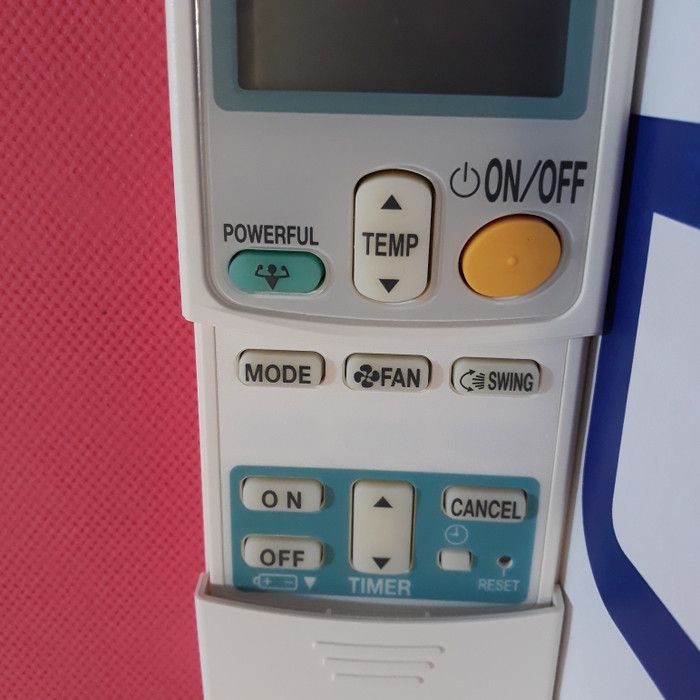 ON/OFF
POWERFUL
TEMP
MODE
FAN
SWING
ON
CANCEL
OFF
TIMER
RESET